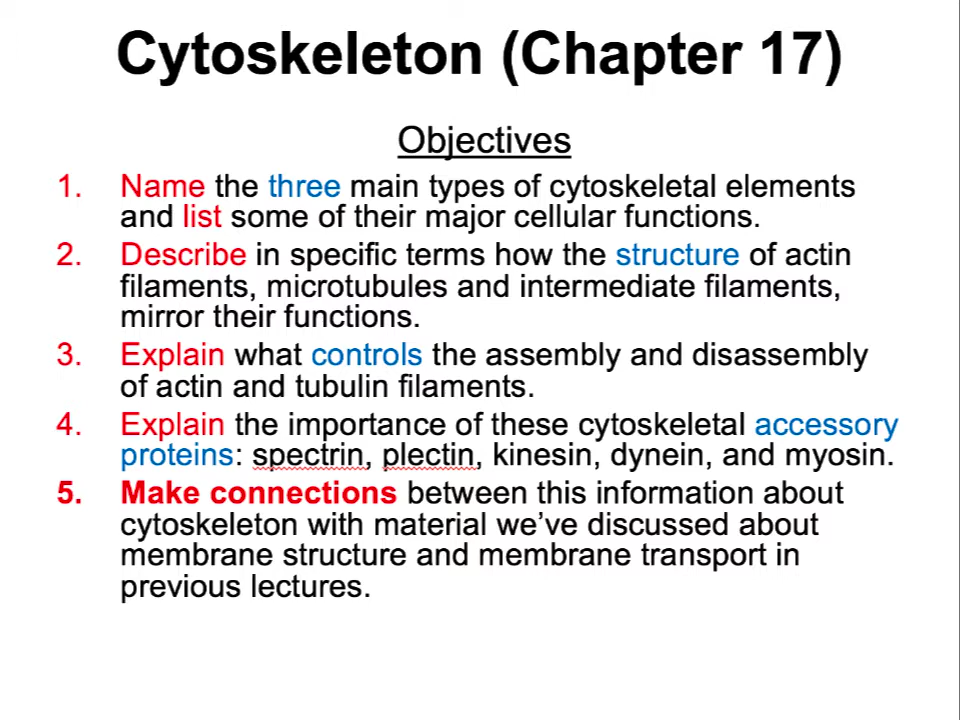 Cytoskeleton (Chapter 17)
Objectives
1. Name the three main types of cytoskeletal elements
and list some of their major cellular functions.
2. Describe in specific terms how the structure of actin
filaments, microtubules and intermediate filaments,
mirror their functions.
3. Explain what controls the assembly and disassembly
of actin and tubulin filaments.
4. Explain the importance of these cytoskeletal accessory
proteins: spectrin, plectin, kinesin, dynein, and myosin.
5. Make connections between this information about
cytoskeleton with material we’ve discussed about
membrane structure and membrane transport in
previous lectures.